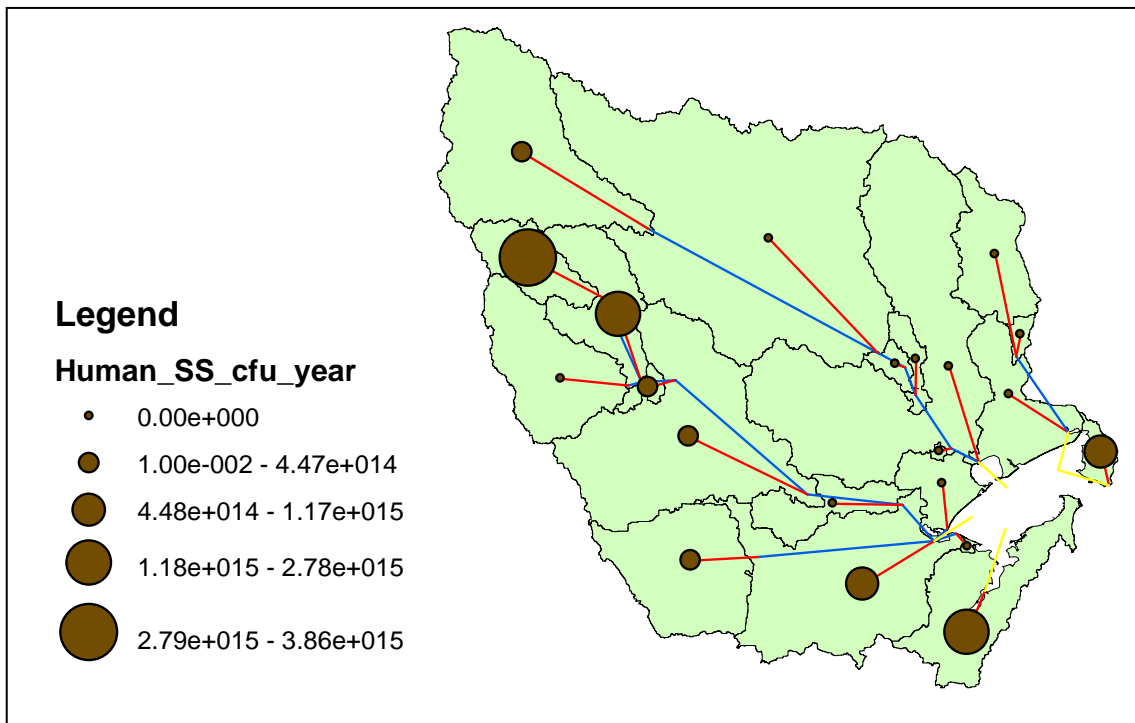 Legend
Human_SS_cfu_year
0.00e+000
1.00e-002 - 4.47e+014
4.48e+014 - 1.17e+015
1.18e+015 - 2.78e+015
2.79e+015 - 3.86e+015